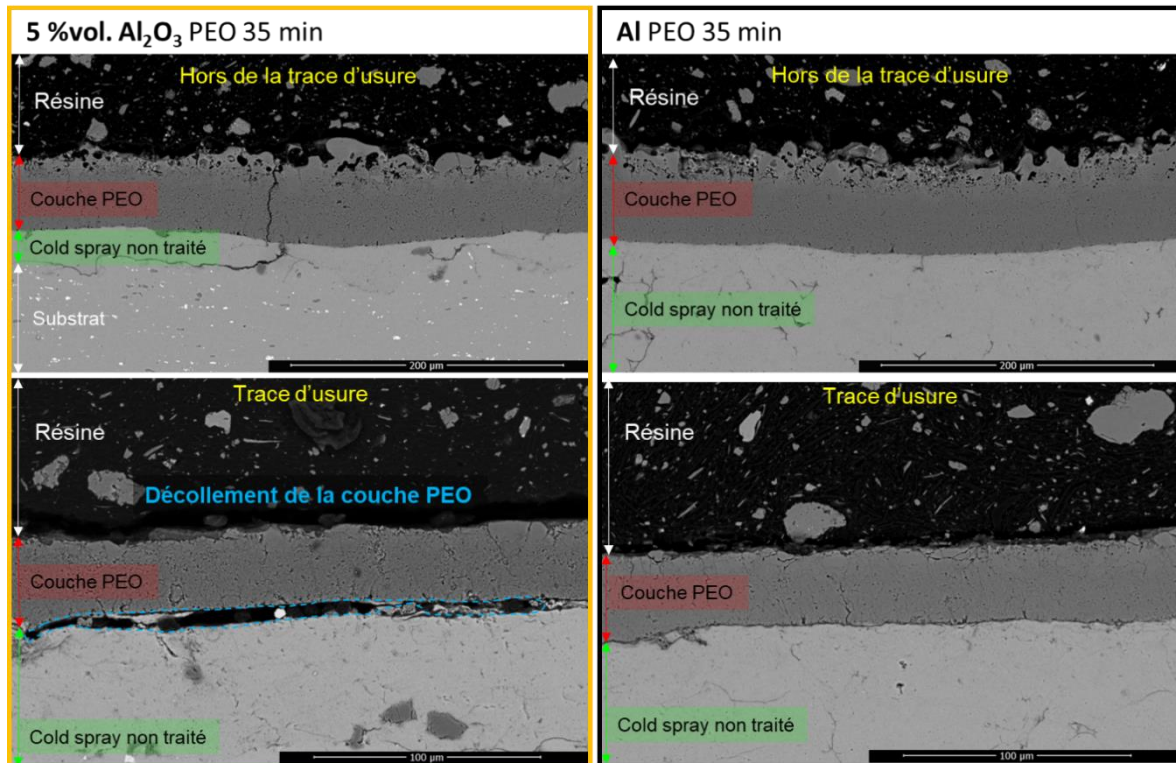 5 %vol. Al₂O₃ PEO 35 min
Hors de la trace d'usure
Résine
Couche PEO
Cold spray non traité
Substrat
200 µm
Trace d'usure
Résine
Décollement de la couche PEO
Couche PEO
Cold spray non traité
100 µm
Al PEO 35 min
Hors de la trace d'usure
Résine
Couche PEO
Cold spray non traité
200 µm
Trace d'usure
Résine
Couche PEO
Cold spray non traité
100 µm